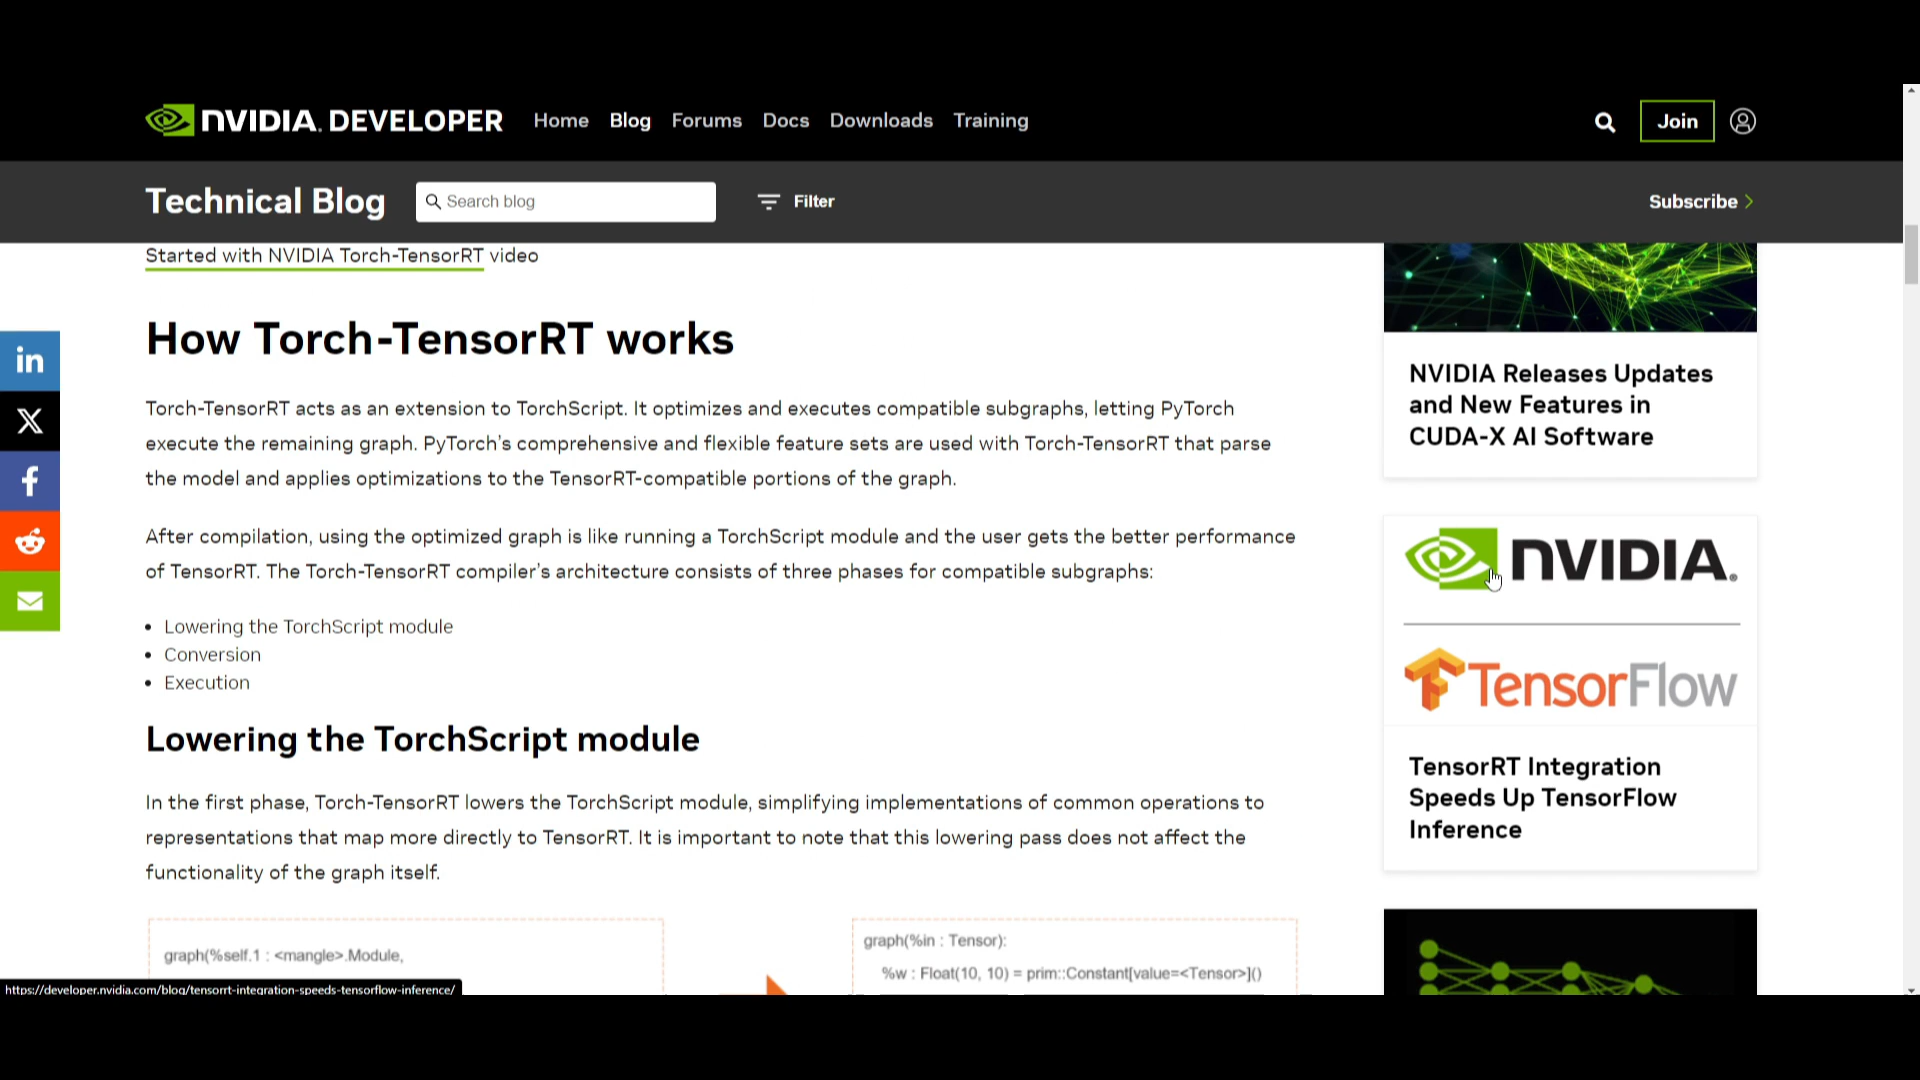 NVIDIA. DEVELOPER Home Blog Forums Docs Downloads Training Join
Technical Blog Search blog Filter Subscribe
Started with NVIDIA Torch-TensorRT video
How Torch-TensorRT works
Torch-TensorRT acts as an extension to TorchScript. It optimizes and executes compatible subgraphs, letting PyTorch
execute the remaining graph. PyTorch's comprehensive and flexible feature sets are used with Torch-TensorRT that parse
the model and applies optimizations to the TensorRT-compatible portions of the graph.
After compilation, using the optimized graph is like running a TorchScript module and the user gets the better performance
of TensorRT. The Torch-TensorRT compiler's architecture consists of three phases for compatible subgraphs:
• Lowering the TorchScript module
• Conversion
• Execution
Lowering the TorchScript module
In the first phase, Torch-TensorRT lowers the TorchScript module, simplifying implementations of common operations to
representations that map more directly to TensorRT. It is important to note that this lowering pass does not affect the
functionality of the graph itself.
graph(%self.1 : <mangle>.Module,
graph(%in : Tensor):
%w : Float(10, 10) = prim::Constant[value=<Tensor>]()
https://developer.nvidia.com/blog/tensorrt-integration-speeds-tensorflow-inference/
NVIDIA Releases Updates
and New Features in
CUDA-X AI Software
NVIDIA.
TensorFlow
TensorRT Integration
Speeds Up TensorFlow
Inference
in
X
f